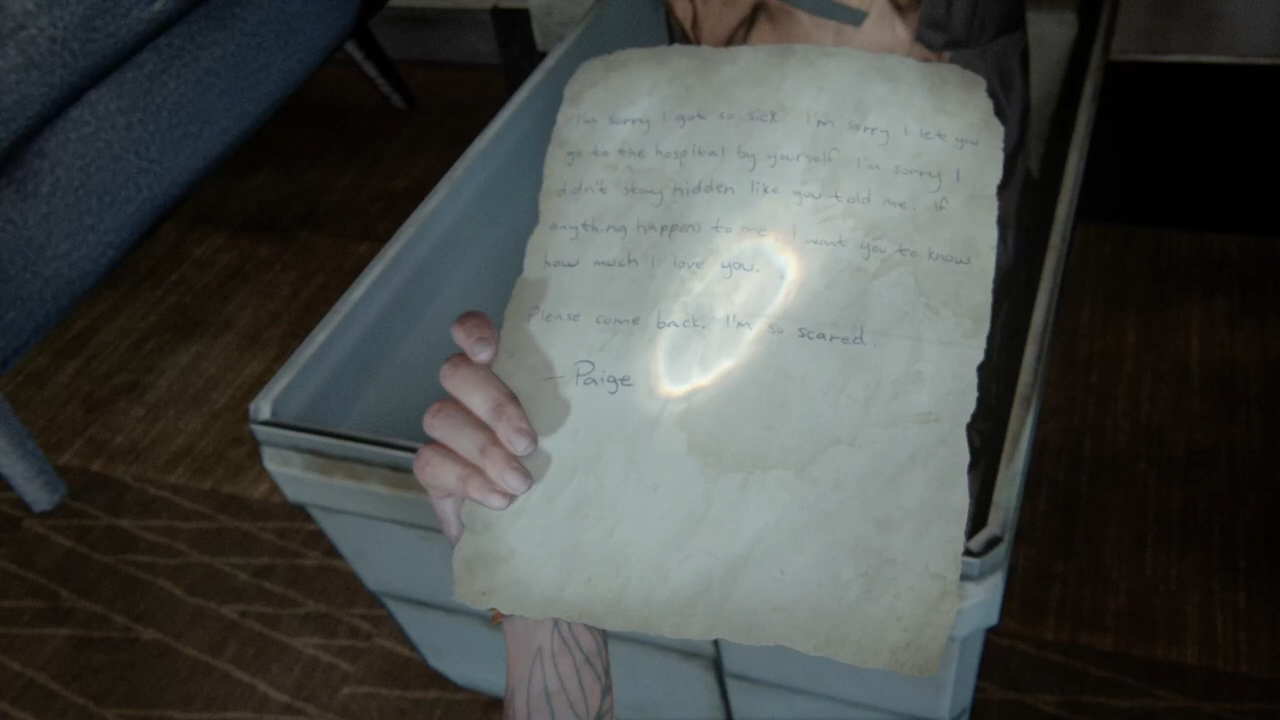 I'm sorry I got so sick. I'm sorry I let you
go to the hospital by yourself. I'm sorry I
didn't stay hidden like you told me. If
anything happens to me, I want you to know
how much I love you.
Please come back. I'm so scared.
- Paige